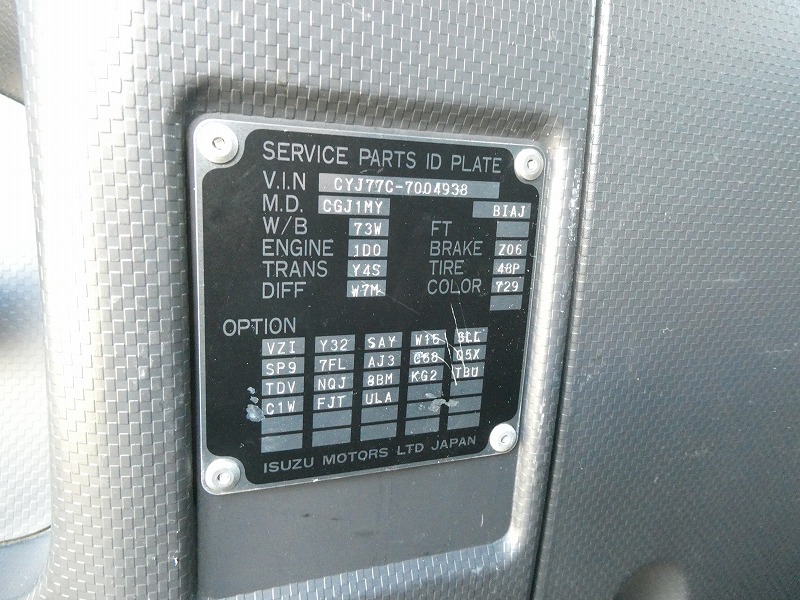 SERVICE PARTS ID PLATE
V.I.N CYJ77C-7004938
M.D. CGJ1MY BIAJ
W/B 73W FT
ENGINE 1D0 BRAKE Z06
TRANS Y4S TIRE 48P
DIFF W7M COLOR 729
OPTION
VZI Y32 SAY W16 6LL
SP9 7FL AJ3 C68 Q5X
TDV NQJ 8BM KG2 TBU
C1W FJT ULA
ISUZU MOTORS LTD JAPAN